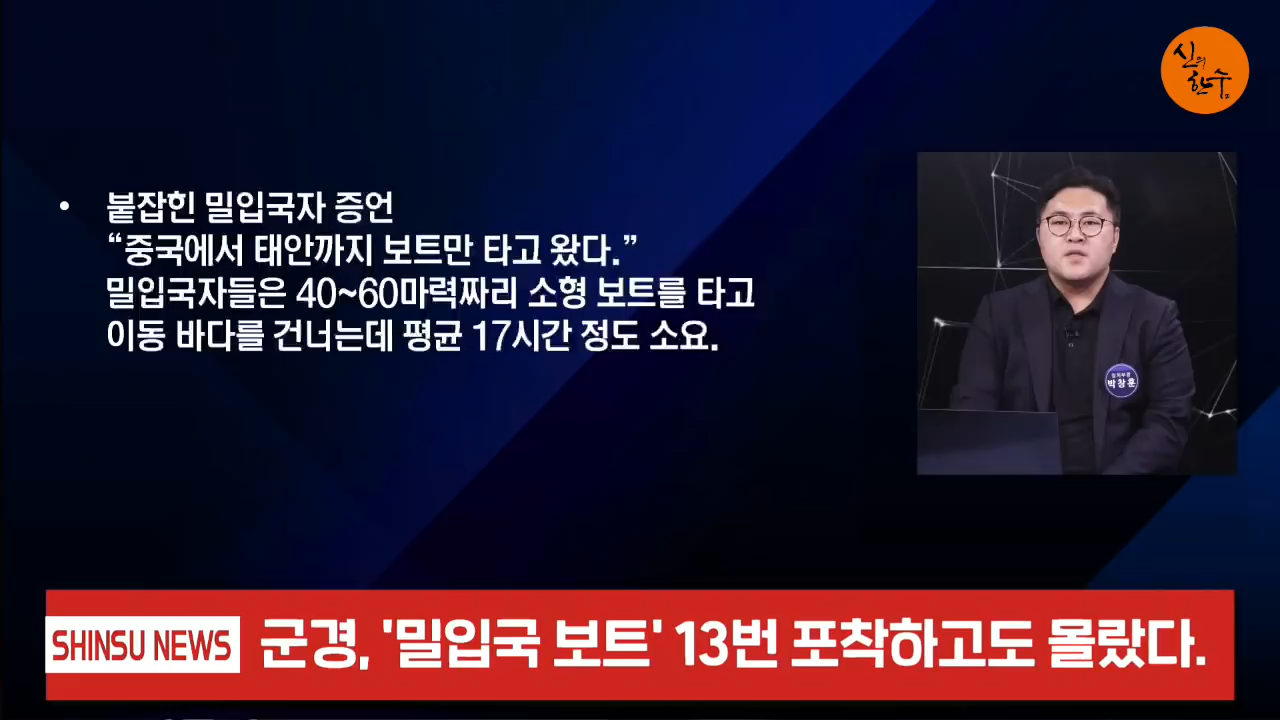 신의
한수
• 붙잡힌 밀입국자 증언
“중국에서 태안까지 보트만 타고 왔다.”
밀입국자들은 40~60마력짜리 소형 보트를 타고
이동 바다를 건너는데 평균 17시간 정도 소요.
정치부장
박창훈
SHINSU NEWS
군경, '밀입국 보트' 13번 포착하고도 몰랐다.